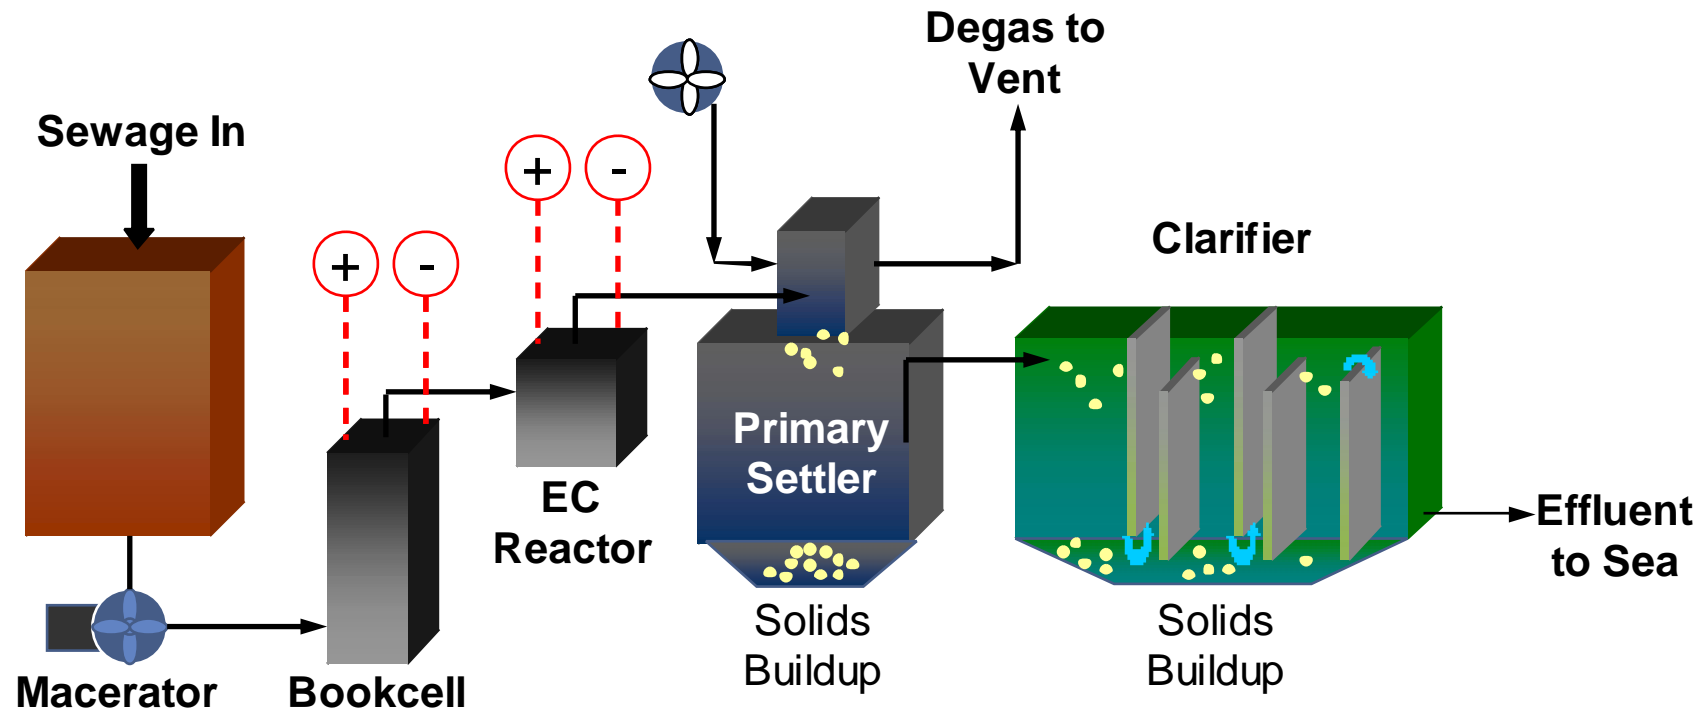 Degas to
Vent
Sewage In
+
-
+
-
Clarifier
Primary
Settler
EC
Reactor
Effluent
to Sea
Macerator
Bookcell
Solids
Buildup
Solids
Buildup